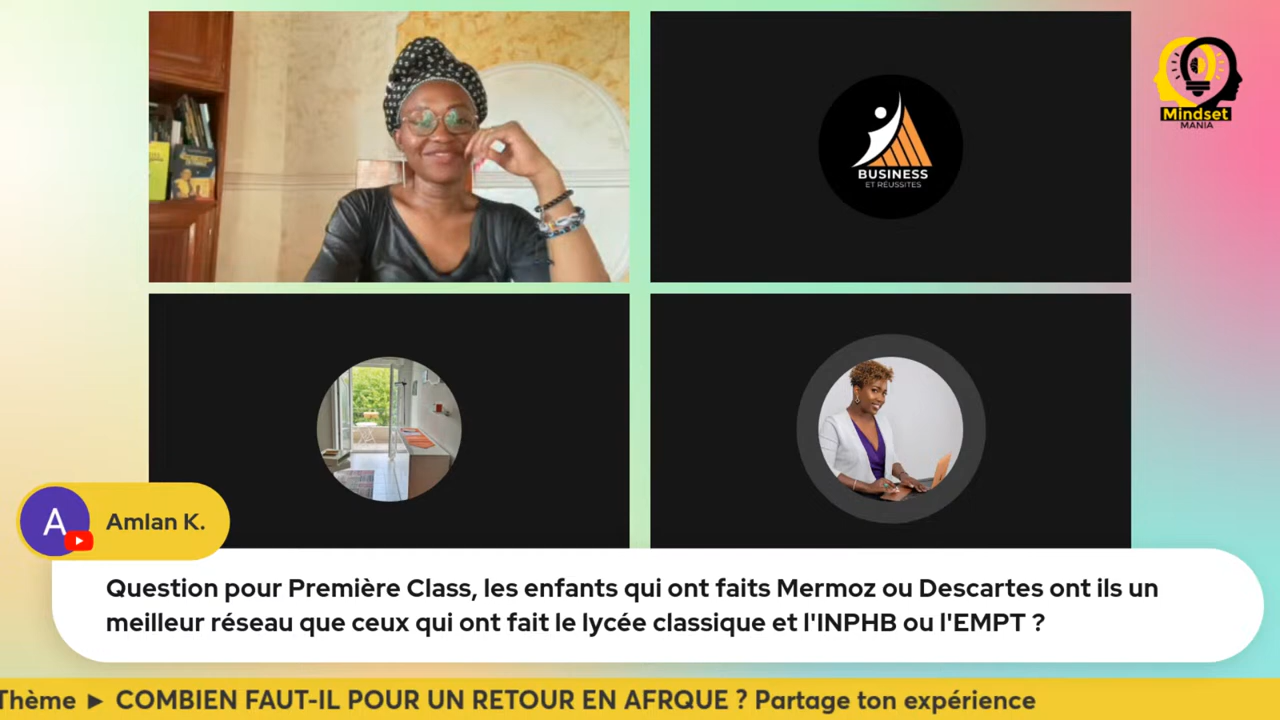 Mindset
MANIA
BUSINESS
ET RÉUSSITES
A
Amlan K.
Question pour Première Class, les enfants qui ont faits Mermoz ou Descartes ont ils un
meilleur réseau que ceux qui ont fait le lycée classique et l'INPHB ou l'EMPT ?
Thème ► COMBIEN FAUT-IL POUR UN RETOUR EN AFRQUE ? Partage ton expérience